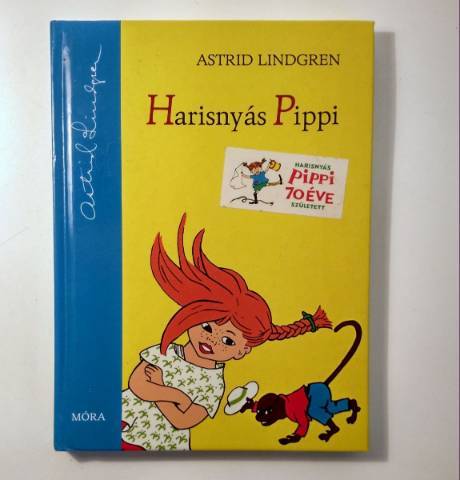 ASTRID LINDGREN
Harisnyás Pippi
HARISNYÁS
PIPPI
70 ÉVE
SZÜLETETT
Astrid Lindgren
MÓRA